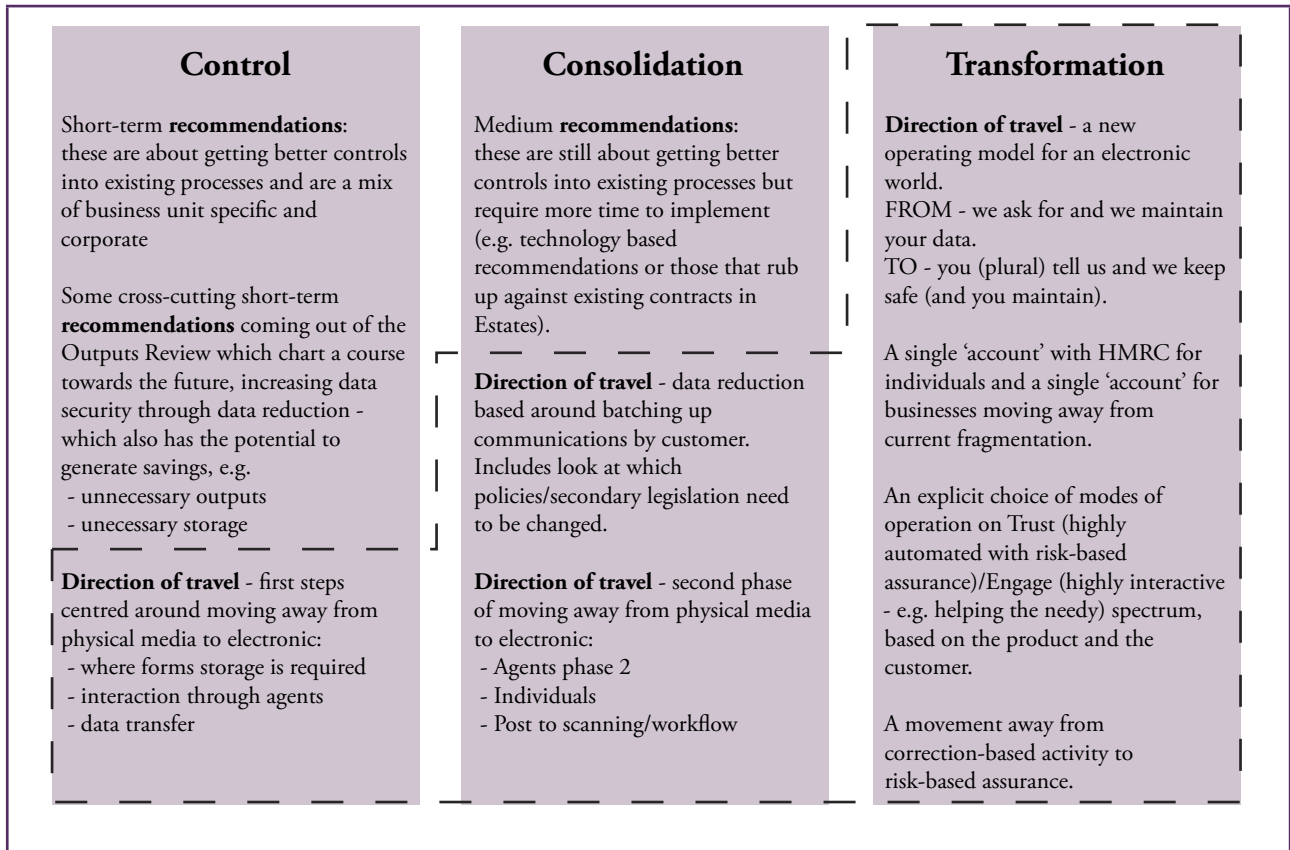 Control
Short-term recommendations:
these are about getting better controls
into existing processes and are a mix
of business unit specific and
corporate
Some cross-cutting short-term
recommendations coming out of the
Outputs Review which chart a course
towards the future, increasing data
security through data reduction -
which also has the potential to
generate savings, e.g.
- unnecessary outputs
- unecessary storage
Direction of travel - first steps
centred around moving away from
physical media to electronic:
- where forms storage is required
- interaction through agents
- data transfer
Consolidation
Medium recommendations:
these are still about getting better
controls into existing processes but
require more time to implement
(e.g. technology based
recommendations or those that rub
up against existing contracts in
Estates).
Direction of travel - data reduction
based around batching up
communications by customer.
Includes look at which
policies/secondary legislation need
to be changed.
Direction of travel - second phase
of moving away from physical media
to electronic:
- Agents phase 2
- Individuals
- Post to scanning/workflow
Transformation
Direction of travel - a new
operating model for an electronic
world.
FROM - we ask for and we maintain
your data.
TO - you (plural) tell us and we keep
safe (and you maintain).
A single ‘account’ with HMRC for
individuals and a single ‘account’ for
businesses moving away from
current fragmentation.
An explicit choice of modes of
operation on Trust (highly
automated with risk-based
assurance)/Engage (highly interactive
- e.g. helping the needy) spectrum,
based on the product and the
customer.
A movement away from
correction-based activity to
risk-based assurance.